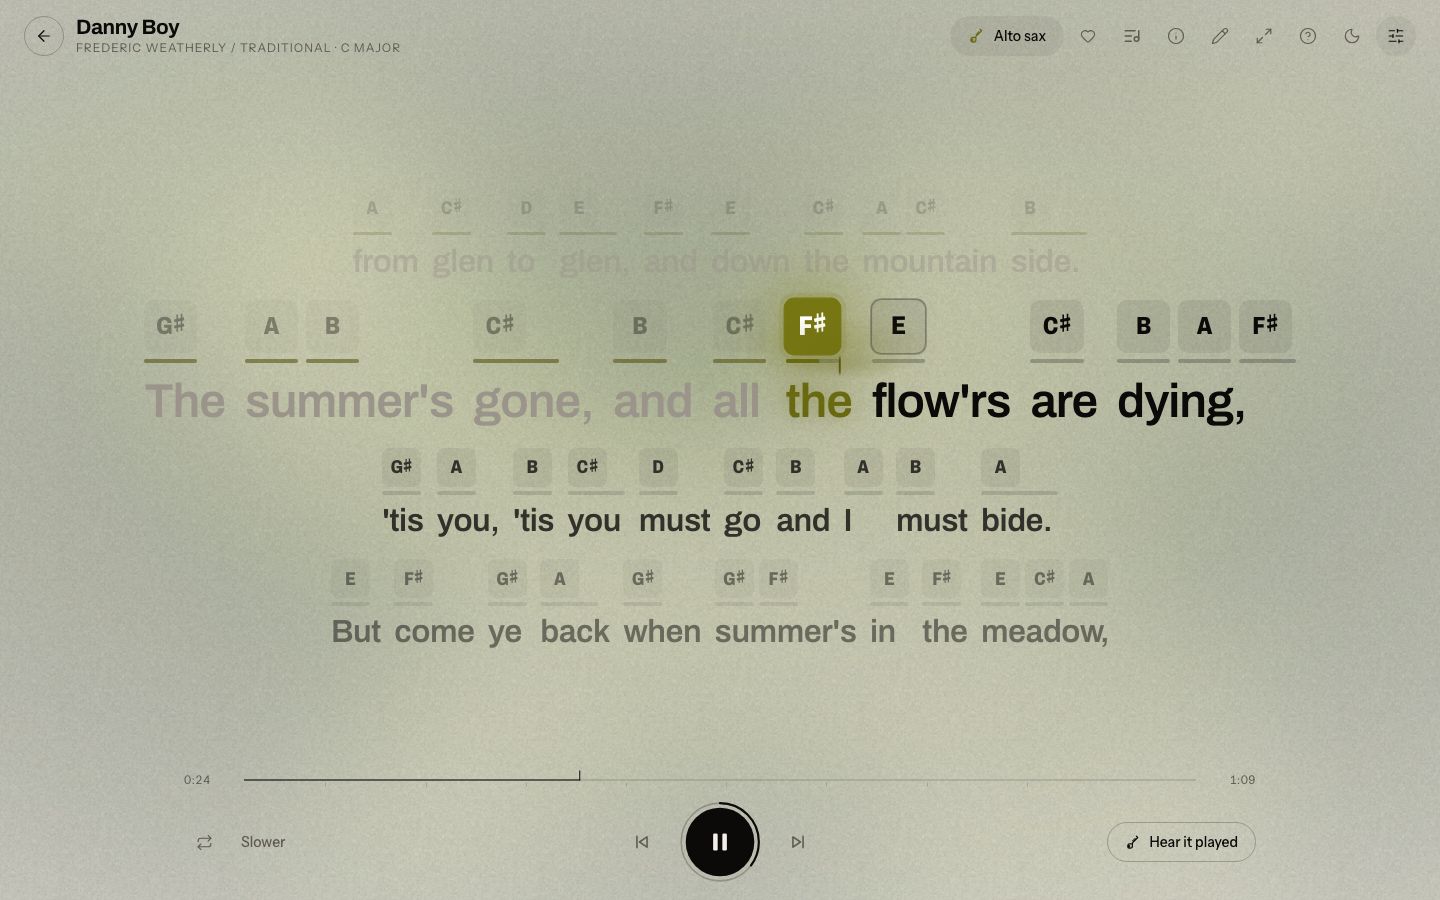 Danny Boy
FREDERIC WEATHERLY / TRADITIONAL · C MAJOR
Alto sax
A C♯ D E F♯ E C♯ A C♯ B
from glen to glen, and down the mountain side.
G♯ A B C♯ B C♯ F♯ E C♯ B A F♯
The summer's gone, and all the flow'rs are dying,
G♯ A B C♯ D C♯ B A B A
'tis you, 'tis you must go and I must bide.
E F♯ G♯ A G♯ G♯ F♯ E F♯ E C♯ A
But come ye back when summer's in the meadow,
0:24
1:09
Slower
Hear it played